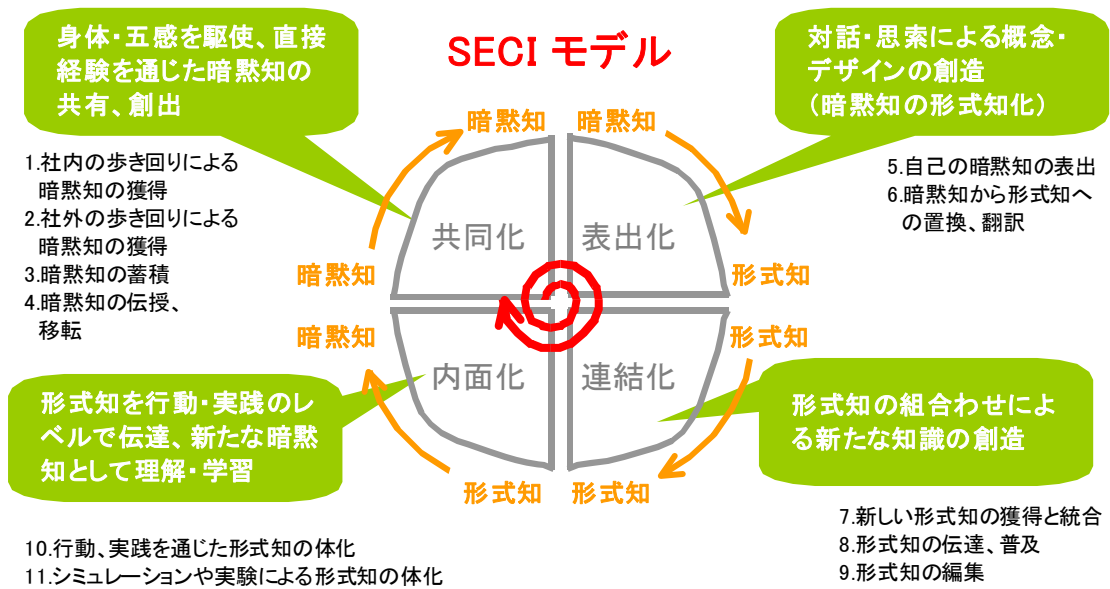 SECI モデル
身体・五感を駆使、直接
経験を通じた暗黙知の
共有、創出
1.社内の歩き回りによる
暗黙知の獲得
2.社外の歩き回りによる
暗黙知の獲得
3.暗黙知の蓄積
4.暗黙知の伝授、
移転
対話・思索による概念・
デザインの創造
（暗黙知の形式知化）
5.自己の暗黙知の表出
6.暗黙知から形式知へ
の置換、翻訳
暗黙知
暗黙知
共同化
表出化
暗黙知
形式知
暗黙知
形式知
内面化
連結化
形式知
形式知
形式知を行動・実践のレ
ベルで伝達、新たな暗黙
知として理解・学習
10.行動、実践を通じた形式知の体化
11.シミュレーションや実験による形式知の体化
形式知の組合わせによ
る新たな知識の創造
7.新しい形式知の獲得と統合
8.形式知の伝達、普及
9.形式知の編集